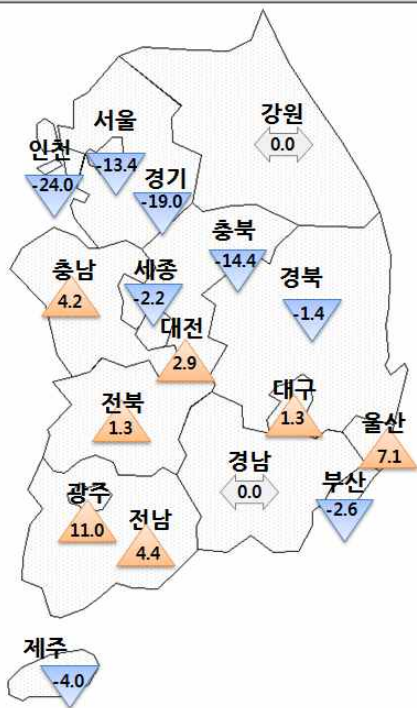 강원
0.0
서울
-13.4
인천
-24.0
경기
-19.0
충북
-14.4
충남
4.2
세종
-2.2
경북
-1.4
대전
2.9
대구
1.3
전북
1.3
울산
7.1
경남
0.0
부산
-2.6
광주
11.0
전남
4.4
제주
-4.0